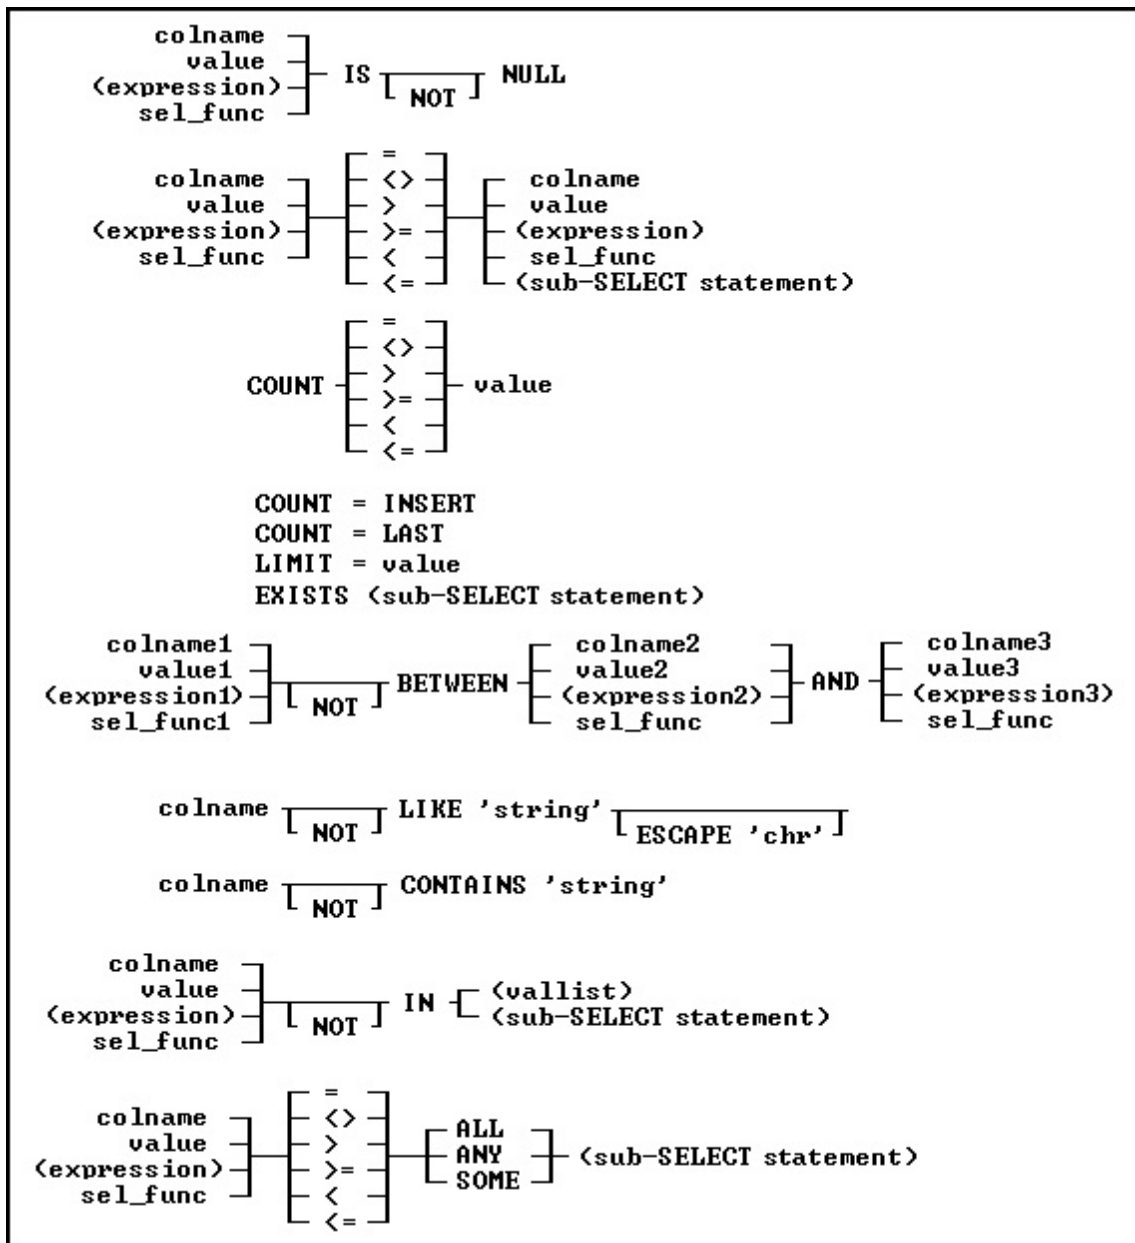 colname
value
(expression)
sel_func
IS NOT NULL
colname
value
(expression)
sel_func
=
<>
>
>=
<
<=
colname
value
(expression)
sel_func
(sub-SELECT statement)
COUNT
=
<>
>
>=
<
<=
value
COUNT = INSERT
COUNT = LAST
LIMIT = value
EXISTS (sub-SELECT statement)
colname1
value1
(expression1)
sel_func1
NOT
BETWEEN
colname2
value2
(expression2)
sel_func
AND
colname3
value3
(expression3)
sel_func
colname NOT LIKE 'string' ESCAPE 'chr'
colname NOT CONTAINS 'string'
colname
value
(expression)
sel_func
NOT
IN
(vallist)
(sub-SELECT statement)
colname
value
(expression)
sel_func
=
<>
>
>=
<
<=
ALL
ANY
SOME
(sub-SELECT statement)